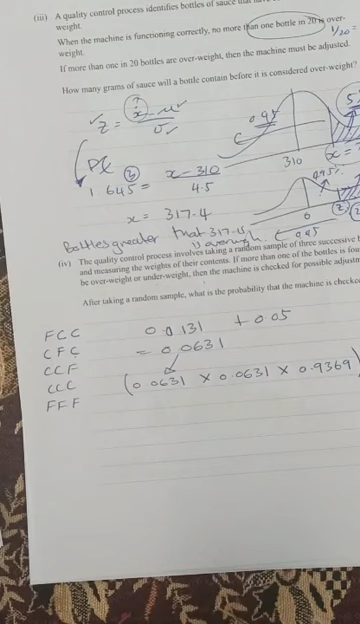 (iii) A quality control process identifies bottles of sauce that
weight.
When the machine is functioning correctly, no more than one bottle in 20 is over-
weight.
1/20 =
If more than one in 20 bottles are over-weight, then the machine must be adjusted.
How many grams of sauce will a bottle contain before it is considered over-weight?
z = x - μ / σ
0.95
310
x =
1.645 = x - 310 / 4.5
x = 317.4
0.95
0
Bottles greater that 317.4
0.95
(iv) The quality control process involves taking a random sample of three successive
and measuring the weights of their contents. If more than one of the bottles is
be over-weight or under-weight, then the machine is checked for possible
After taking a random sample, what is the probability that the machine is
FCC
CFC
CCF
CCC
FFF
0.0131 + 0.05
= 0.0631
(0.0631 × 0.0631 × 0.9369)